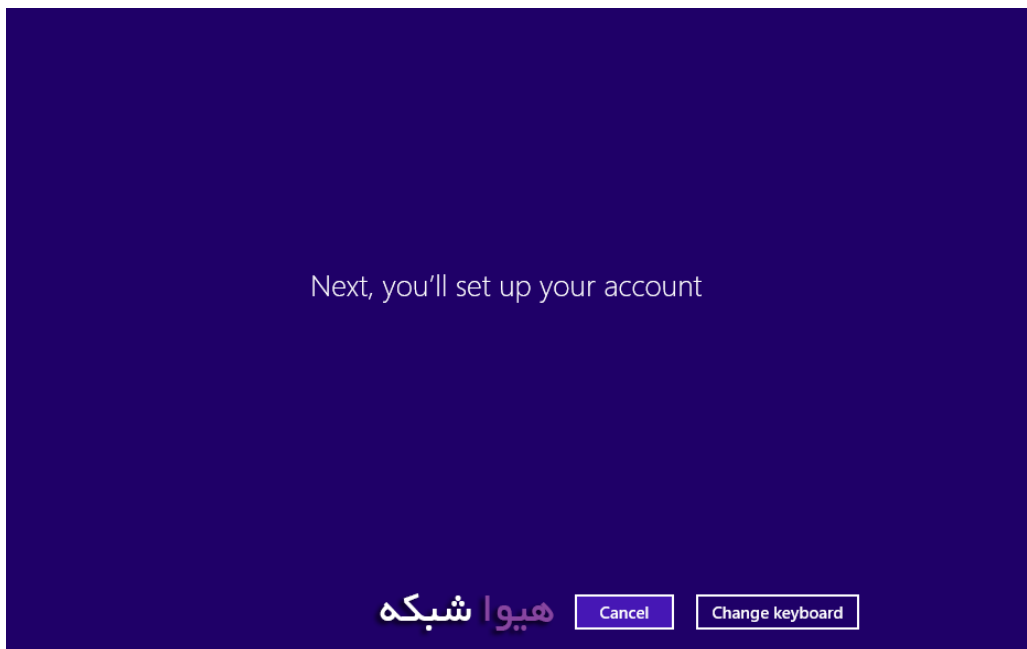 Next, you’ll set up your account
هیوا شبکه
Cancel
Change keyboard